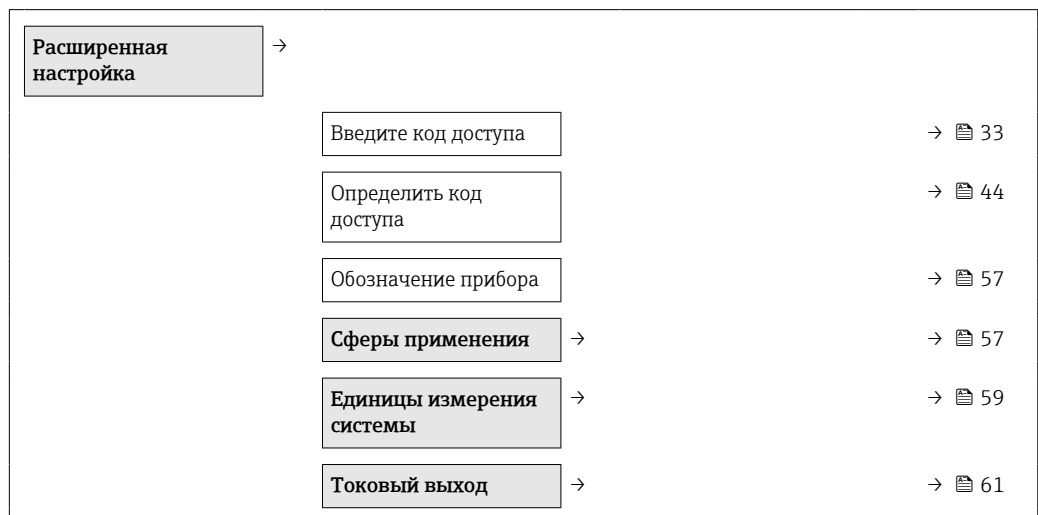 Расширенная →
настройка
Введите код доступа → 33
Определить код → 44
доступа
Обозначение прибора → 57
Сферы применения → → 57
Единицы измерения → → 59
системы
Токовый выход → → 61